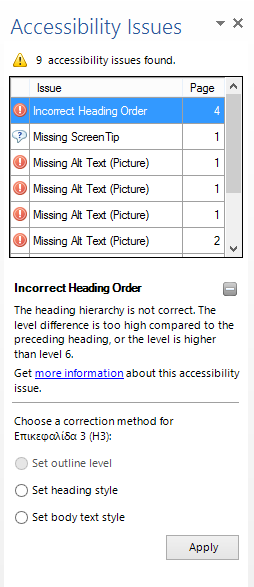 Accessibility Issues
9 accessibility issues found.
Issue Page
Incorrect Heading Order 4
Missing ScreenTip 1
Missing Alt Text (Picture) 1
Missing Alt Text (Picture) 1
Missing Alt Text (Picture) 1
Missing Alt Text (Picture) 2
Incorrect Heading Order
The heading hierarchy is not correct. The
level difference is too high compared to the
preceding heading, or the level is higher
than level 6.
Get more information about this accessibility
issue.
Choose a correction method for
Επικεφαλίδα 3 (H3):
Set outline level
Set heading style
Set body text style
Apply